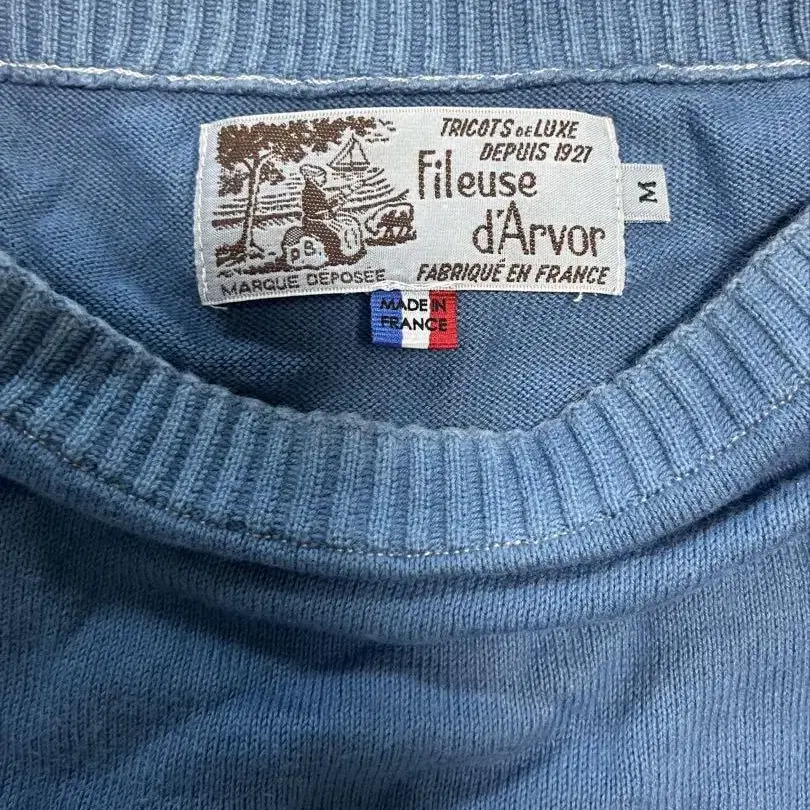 TRICOTS DE LUXE
DEPUIS 1927
Fileuse
d'Arvor
P.B.
MARQUE DÉPOSÉE
FABRIQUÉ EN FRANCE
M
MADE IN
FRANCE